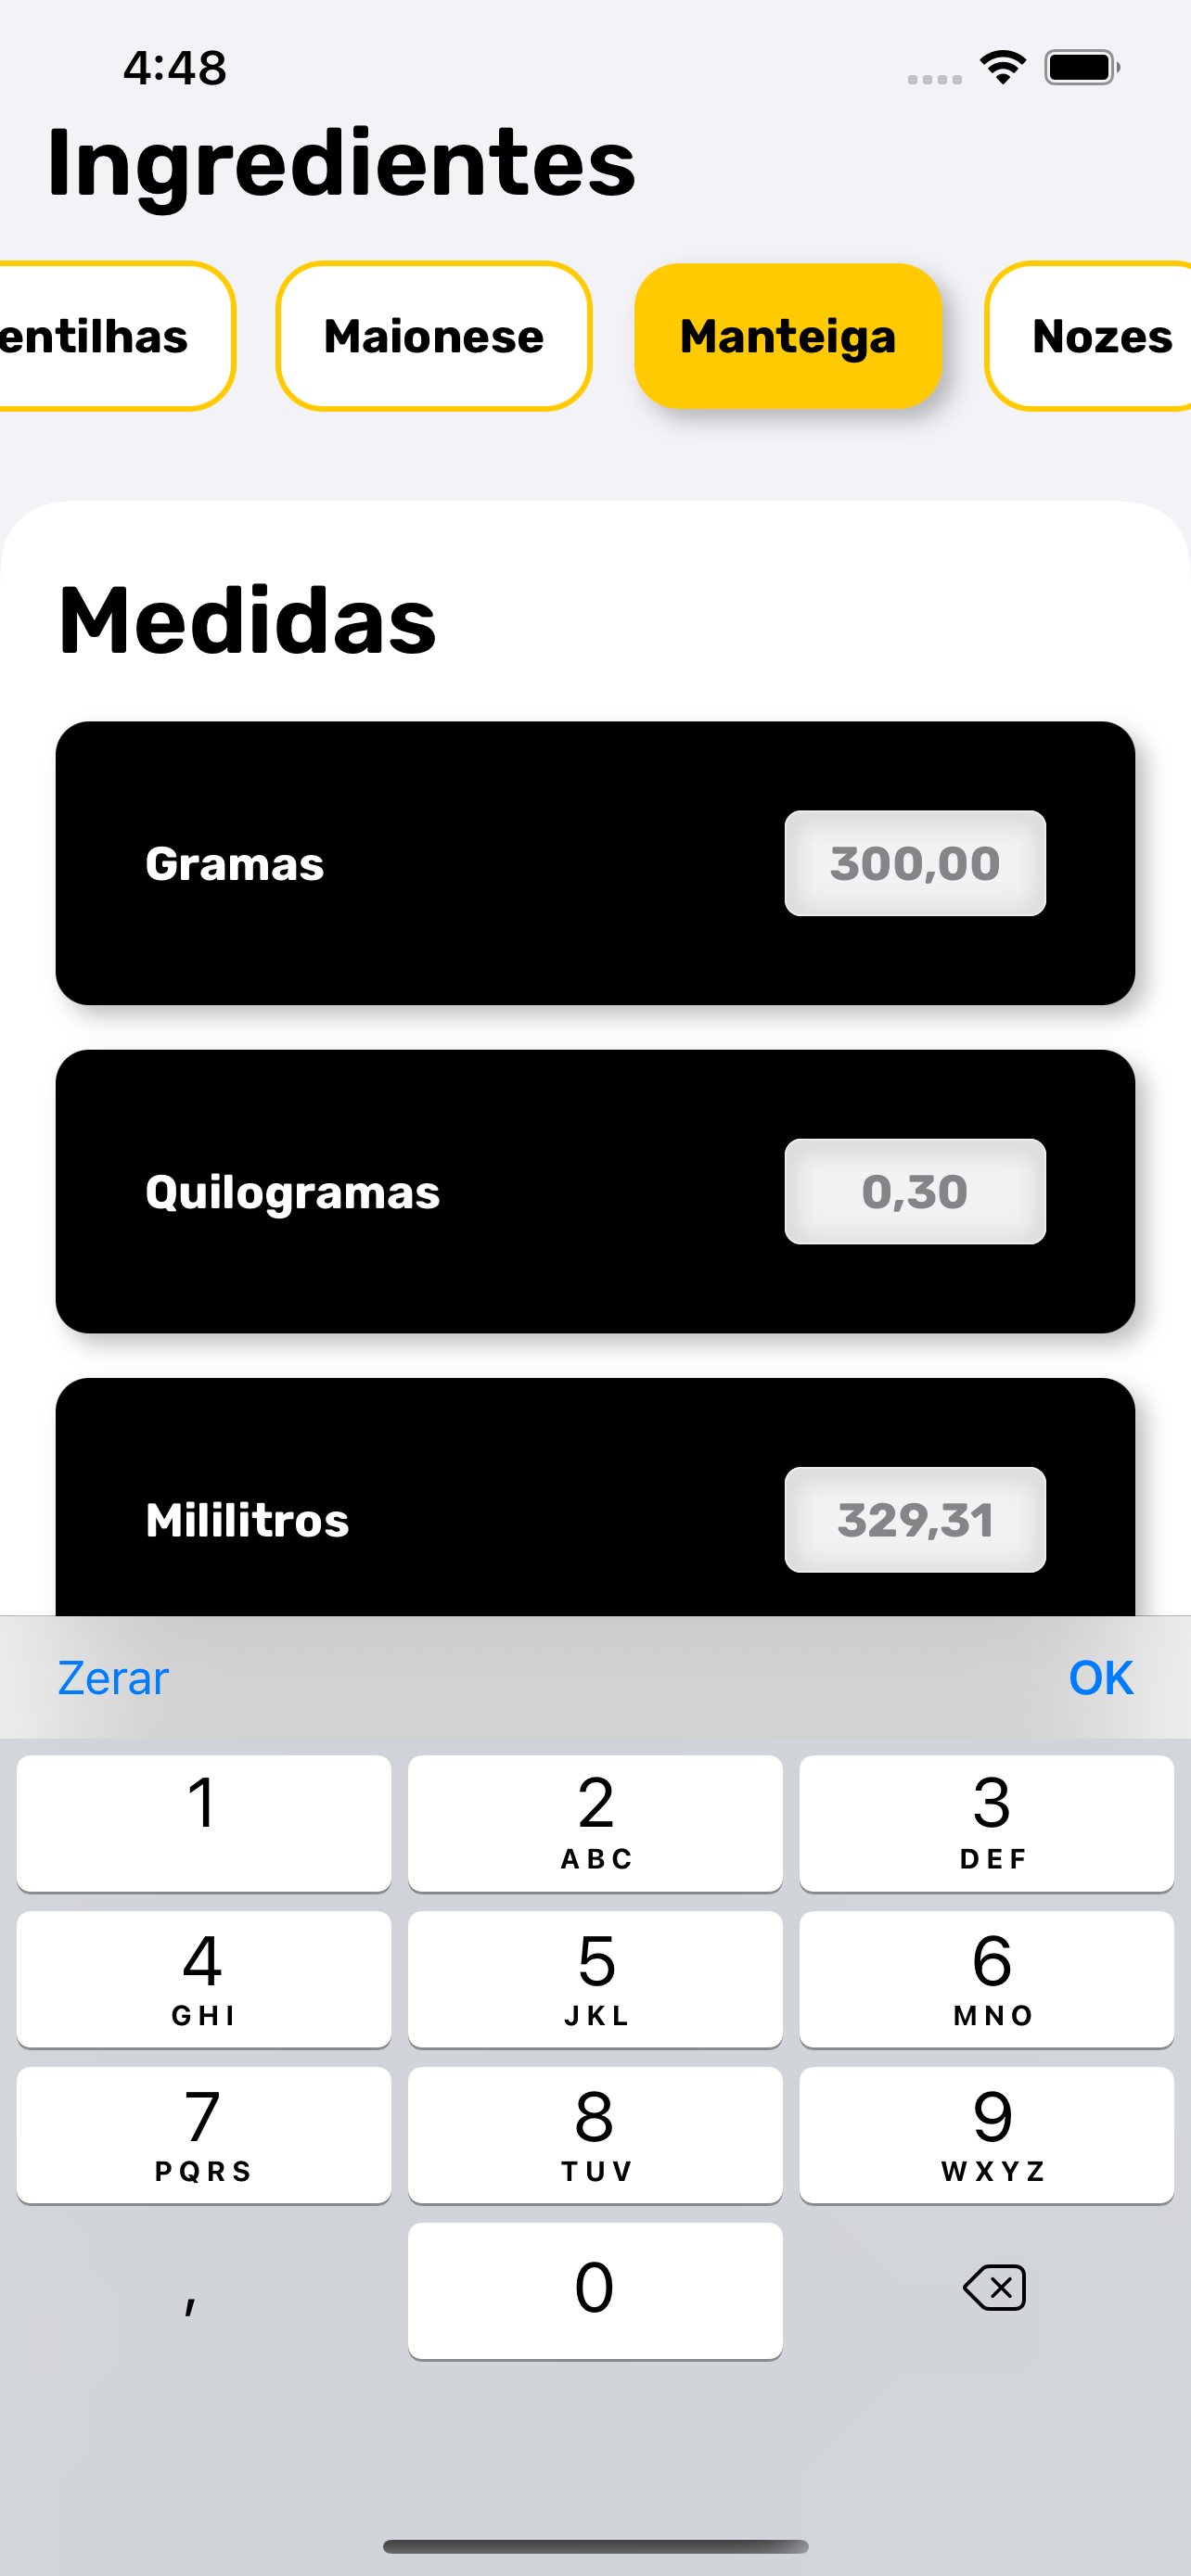 4:48
Ingredientes
entilhas
Maionese
Manteiga
Nozes
Medidas
Gramas
300,00
Quilogramas
0,30
Mililitros
329,31
Zerar
OK
1
2
ABC
3
DEF
4
GHI
5
JKL
6
MNO
7
PQRS
8
TUV
9
WXYZ
,
0